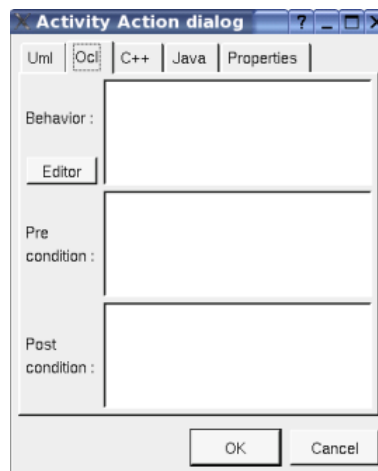 Activity Action dialog ? _ □ X
Uml Ocl C++ Java Properties
Behavior :
Editor
Pre
condition :
Post
condition :
OK Cancel